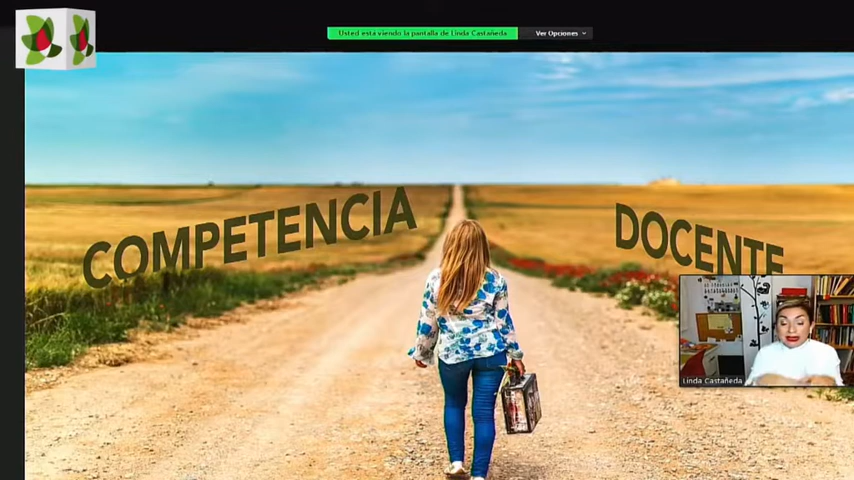 Usted está viendo la pantalla de Linda Castañeda
Ver Opciones
COMPETENCIA
DOCENTE
Linda Castañeda